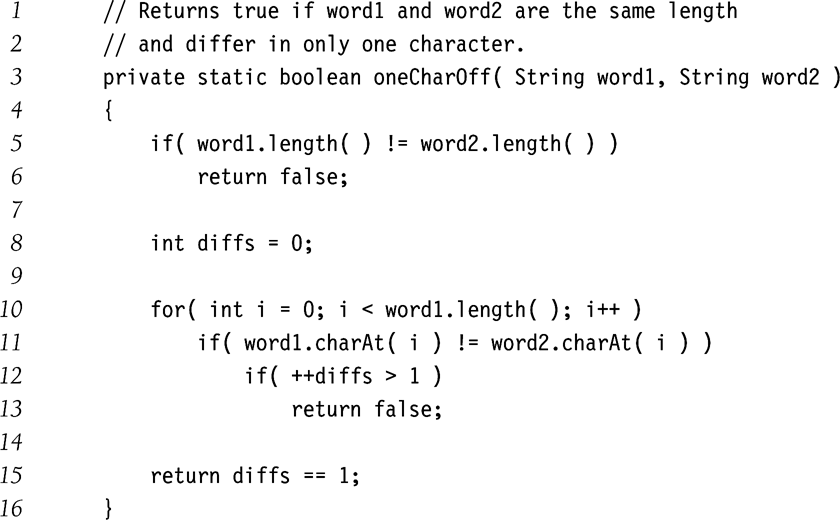 1 // Returns true if word1 and word2 are the same length
2 // and differ in only one character.
3 private static boolean oneCharOff( String word1, String word2 )
4 {
5 if( word1.length( ) != word2.length( ) )
6 return false;
7
8 int diffs = 0;
9
10 for( int i = 0; i < word1.length( ); i++ )
11 if( word1.charAt( i ) != word2.charAt( i ) )
12 if( ++diffs > 1 )
13 return false;
14
15 return diffs == 1;
16 }